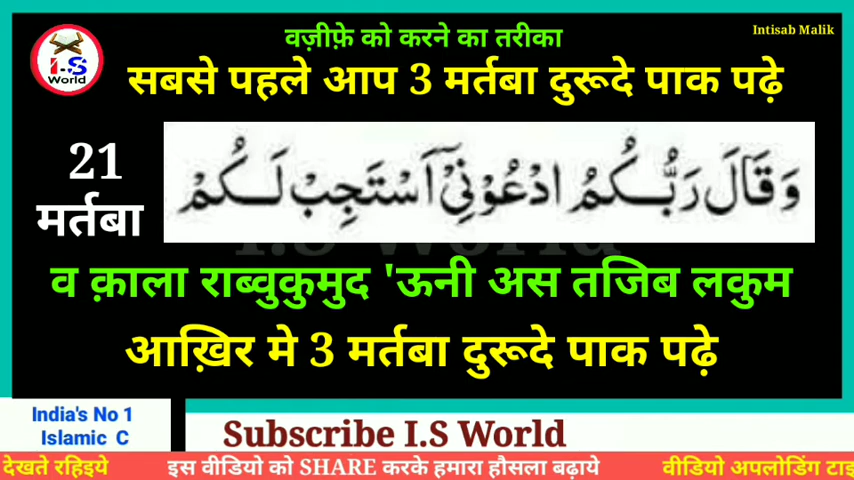 वज़ीफ़े को करने का तरीका
Intisab Malik
I.S
World
सबसे पहले आप 3 मर्तबा दुरूदे पाक पढ़े
21
मर्तबा
وَقَالَ رَبُّكُمُ ادْعُوْنِيْٓ اَسْتَجِبْ لَكُمْ
I.S World
व क़ाला राब्वुकुमुद 'ऊनी अस तजिब लकुम
आख़िर मे 3 मर्तबा दुरूदे पाक पढ़े
India's No 1
Islamic C
Subscribe I.S World
देखते रहिइये इस वीडियो को SHARE करके हमारा हौसला बढ़ाये वीडियो अपलोडिंग टाइ